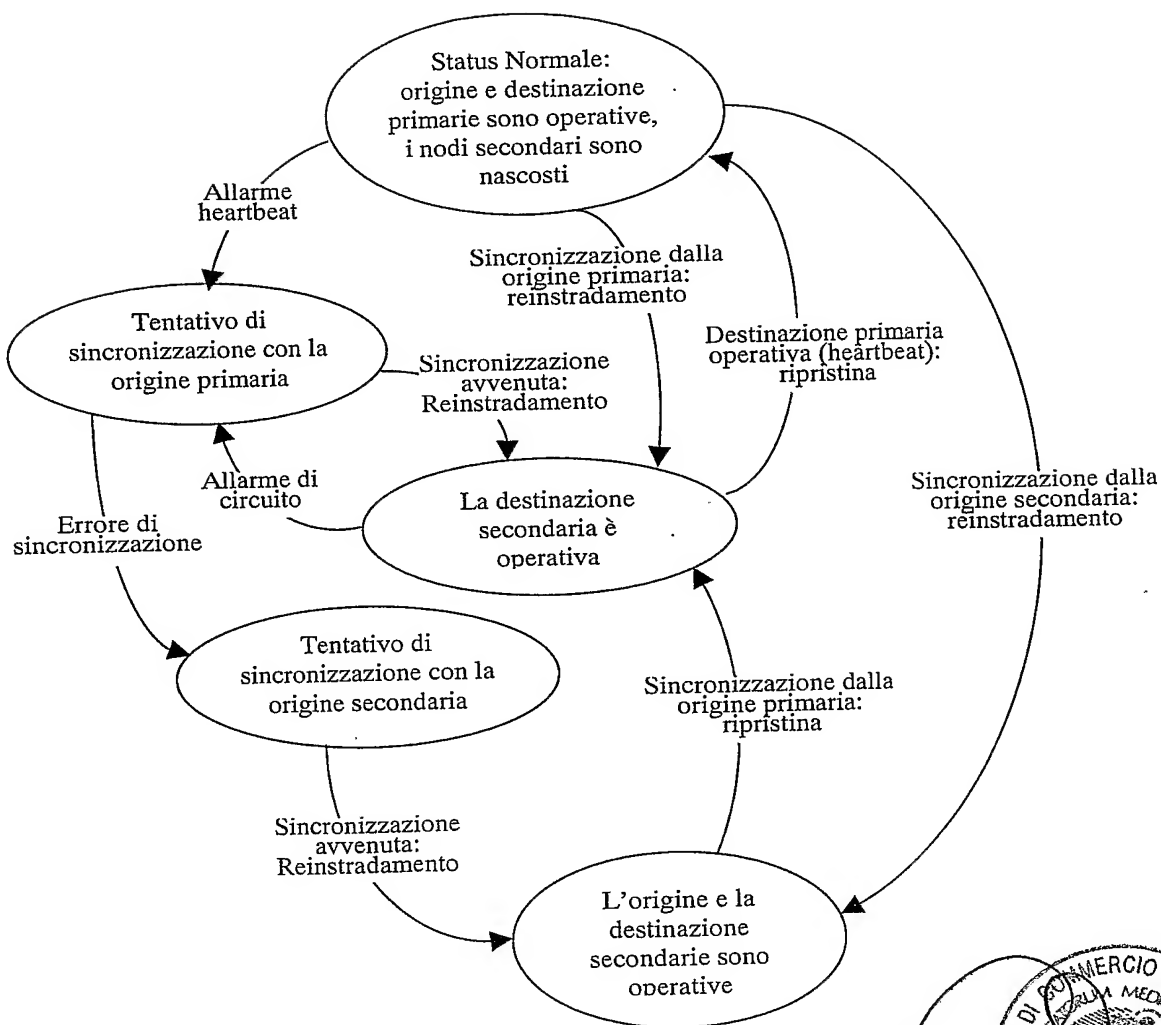 Status Normale:
origine e destinazione
primarie sono operative,
i nodi secondari sono
nascosti
Allarme
heartbeat
Sincronizzazione dalla
origine primaria:
reinstradamento
Tentativo di
sincronizzazione con la
origine primaria
Destinazione primaria
operativa (heartbeat):
ripristina
Sincronizzazione
avvenuta:
Reinstradamento
Allarme di
circuito
La destinazione
secondaria è
operativa
Sincronizzazione dalla
origine secondaria:
reinstradamento
Errore di
sincronizzazione
Tentativo di
sincronizzazione con la
origine secondaria
Sincronizzazione dalla
origine primaria:
ripristina
Sincronizzazione
avvenuta:
Reinstradamento
L'origine e la
destinazione
secondarie sono
operative
DI COMMERCIO